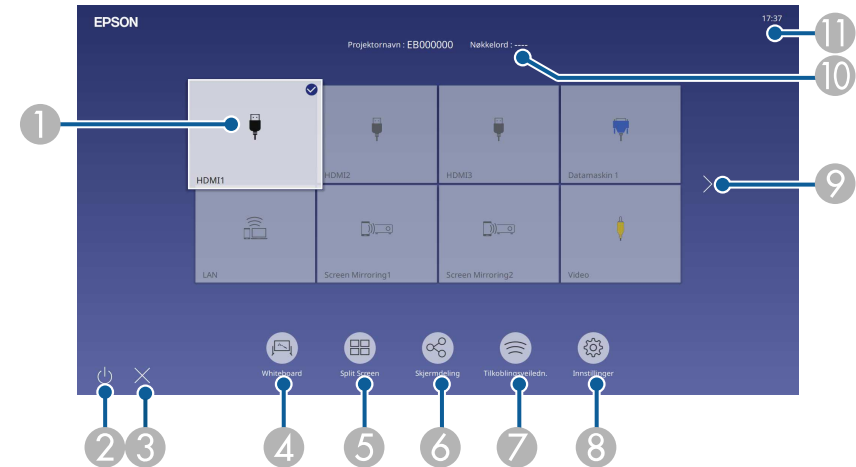 EPSON
17:37
Projektornavn : EB000000 Nøkkelord : ----
HDMI1
HDMI2
HDMI3
Datamaskin 1
LAN
Screen Mirroring1
Screen Mirroring2
Video
Whiteboard
Split Screen
Skjermdeling
Tilkoblingsveiledn.
Innstillinger
1
2
3
4
5
6
7
8
9
10
11